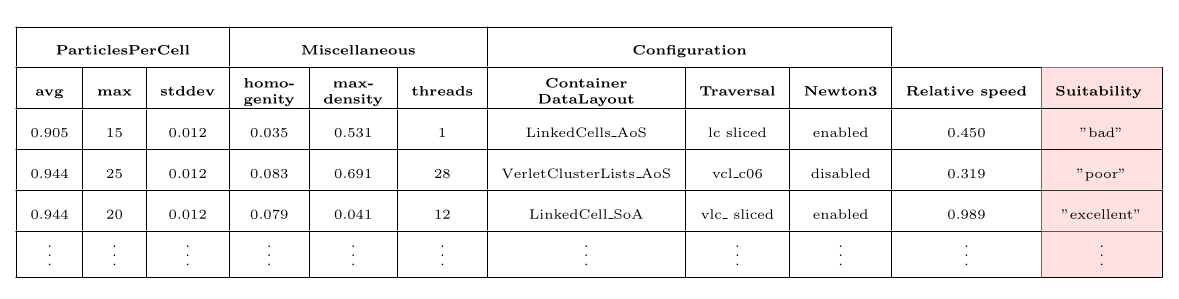 ParticlesPerCell Miscellaneous Configuration
avg max stddev homo-genity max-density threads Container DataLayout Traversal Newton3 Relative speed Suitability
0.905 15 0.012 0.035 0.531 1 LinkedCells_AoS lc sliced enabled 0.450 "bad"
0.944 25 0.012 0.083 0.691 28 VerletClusterLists_AoS vcl_c06 disabled 0.319 "poor"
0.944 20 0.012 0.079 0.041 12 LinkedCell_SoA vlc_ sliced enabled 0.989 "excellent"
⋮ ⋮ ⋮ ⋮ ⋮ ⋮ ⋮ ⋮ ⋮ ⋮ ⋮